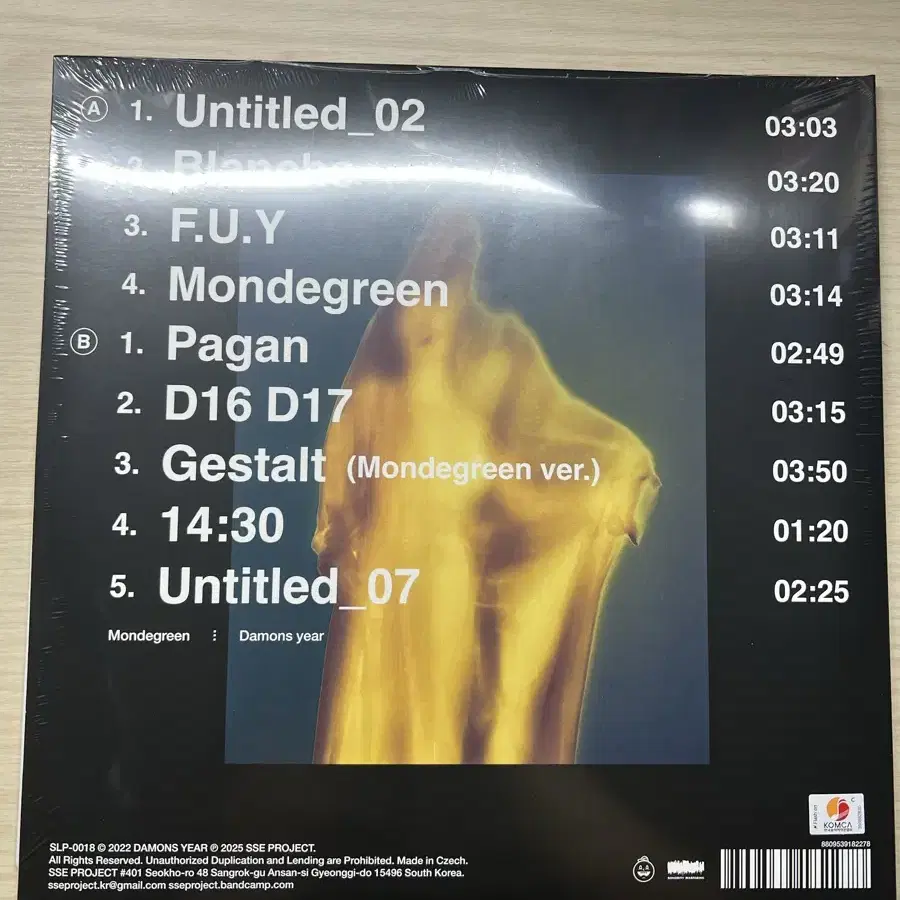 A 1. Untitled_02 03:03
2. Blanche 03:20
3. F.U.Y 03:11
4. Mondegreen 03:14
B 1. Pagan 02:49
2. D16 D17 03:15
3. Gestalt (Mondegreen ver.) 03:50
4. 14:30 01:20
5. Untitled_07 02:25
Mondegreen ⋮ Damons year
KOMCA
SLP-0018 © 2022 DAMONS YEAR ℗ 2025 SSE PROJECT.
All Rights Reserved. Unauthorized Duplication and Lending are Prohibited. Made in Czech.
SSE PROJECT #401 Seokho-ro 48 Sangrok-gu Ansan-si Gyeonggi-do 15496 South Korea.
sseproject.kr@gmail.com sseproject.bandcamp.com
8809539182278